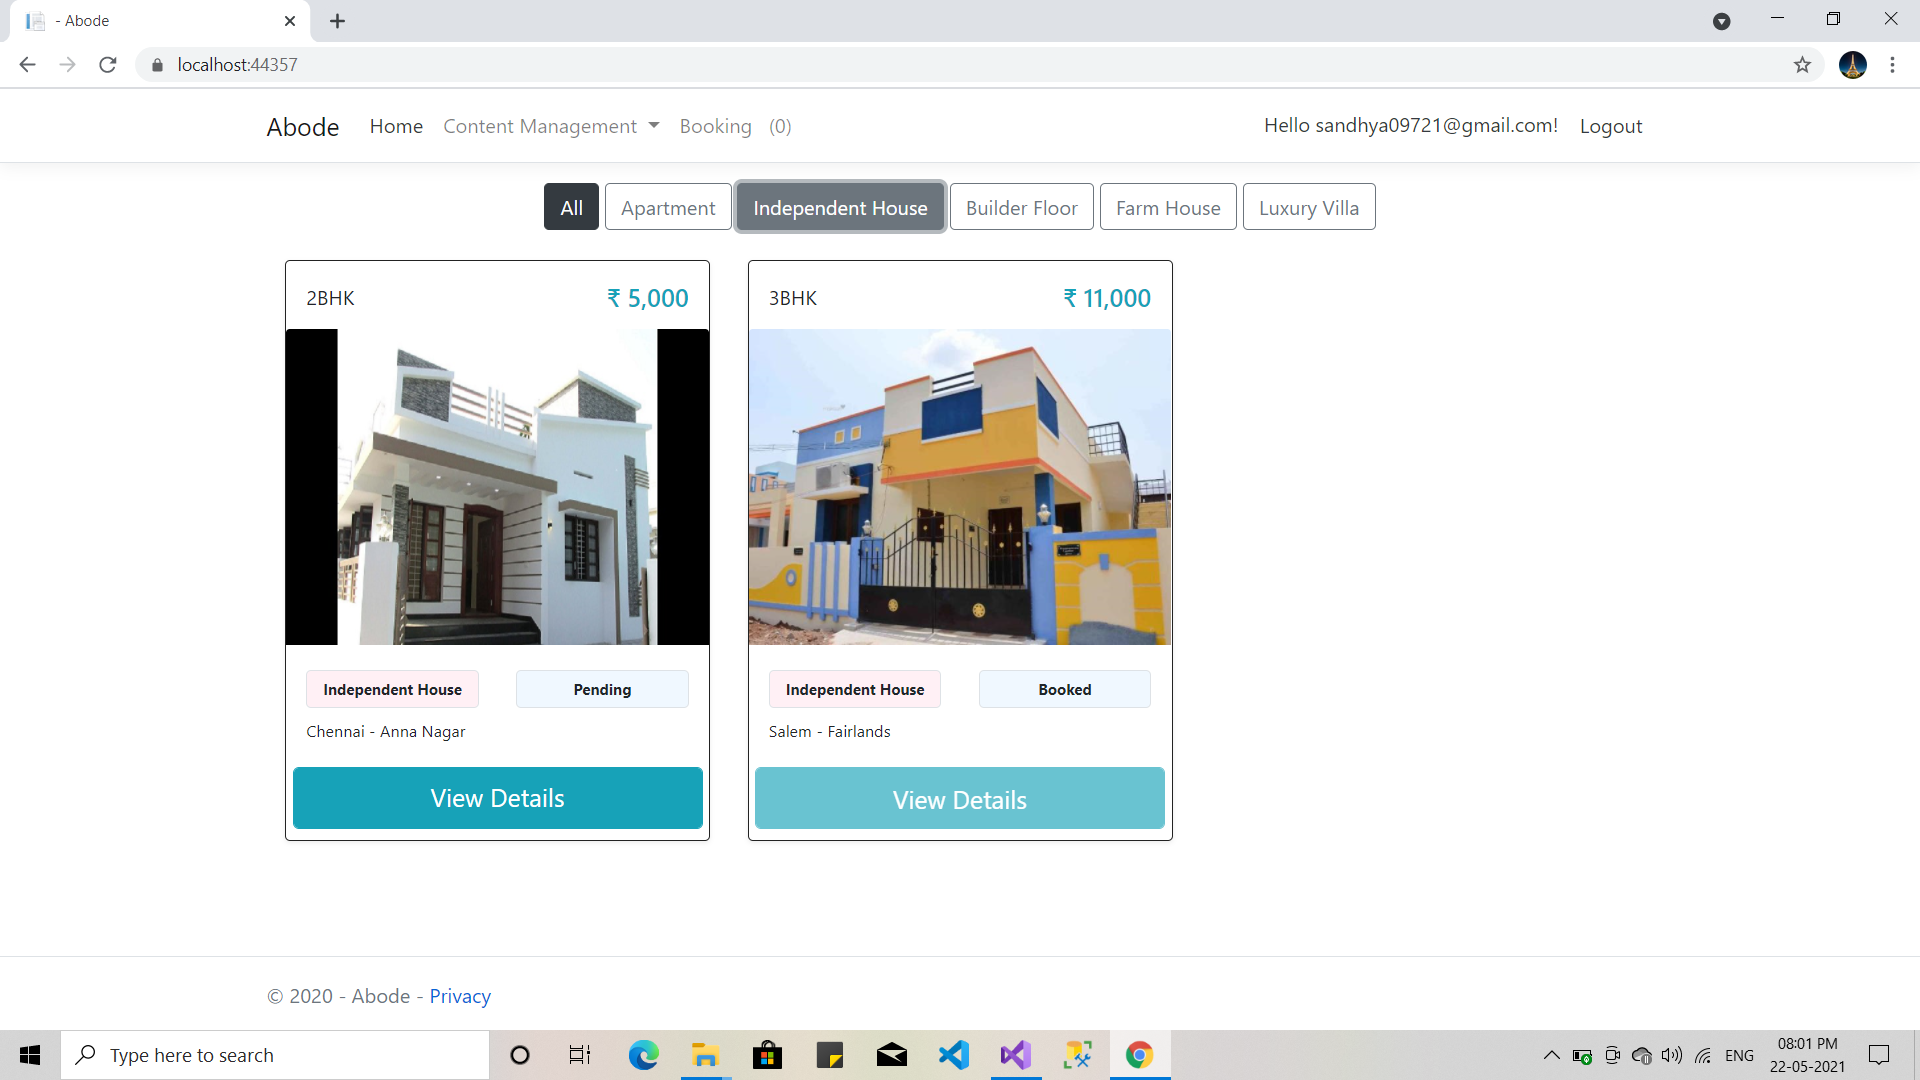 - Abode
localhost:44357
Abode Home Content Management Booking (0) Hello sandhya09721@gmail.com! Logout
All Apartment Independent House Builder Floor Farm House Luxury Villa
2BHK ₹ 5,000
3BHK ₹ 11,000
Independent House Pending
Chennai - Anna Nagar
View Details
Independent House Booked
Salem - Fairlands
View Details
© 2020 - Abode - Privacy
Type here to search
ENG
08:01 PM
22-05-2021